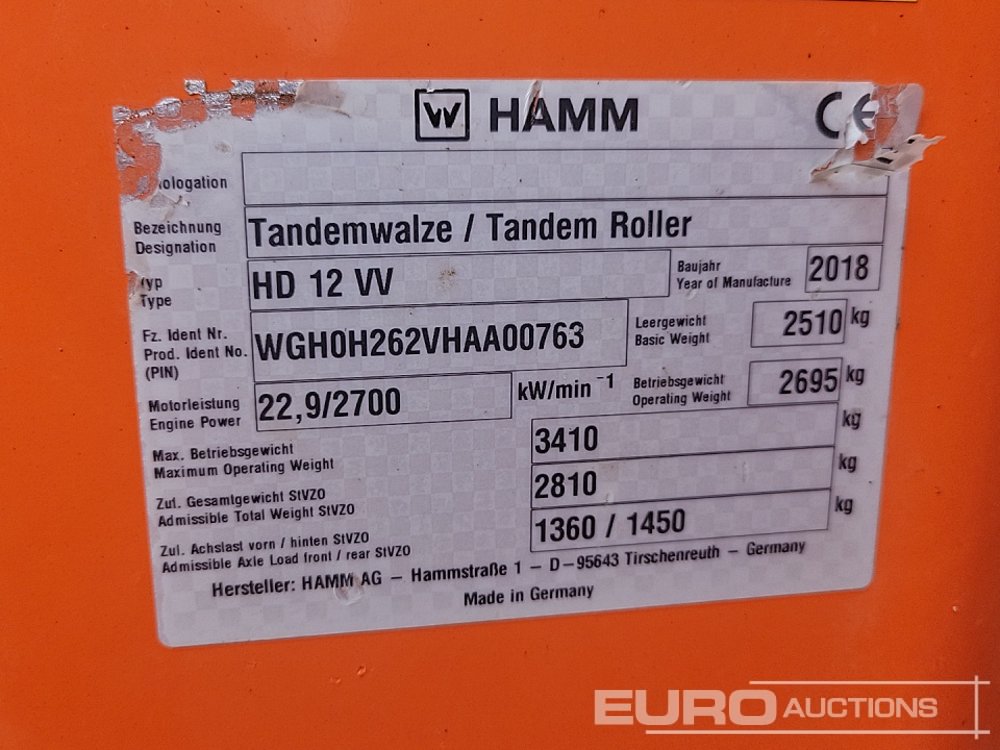 W HAMM CE
Bezeichnung
Designation
Tandemwalze / Tandem Roller
Type
HD 12 VV
Baujahr
Year of Manufacture
2018
Fz. Ident Nr.
Prod. Ident No.
(PIN)
WGH0H262VHAA00763
Leergewicht
Basic Weight
2510 kg
Motorleistung
Engine Power
22,9/2700 kW/min ⁻¹
Betriebsgewicht
Operating Weight
2695 kg
Max. Betriebsgewicht
Maximum Operating Weight
3410 kg
Zul. Gesamtgewicht StVZO
Admissible Total Weight StVZO
2810 kg
Zul. Achslast vorn / hinten StVZO
Admissible Axle Load front / rear StVZO
1360 / 1450 kg
Hersteller: HAMM AG – Hammstraße 1 – D–95643 Tirschenreuth – Germany
Made in Germany
EURO AUCTIONS